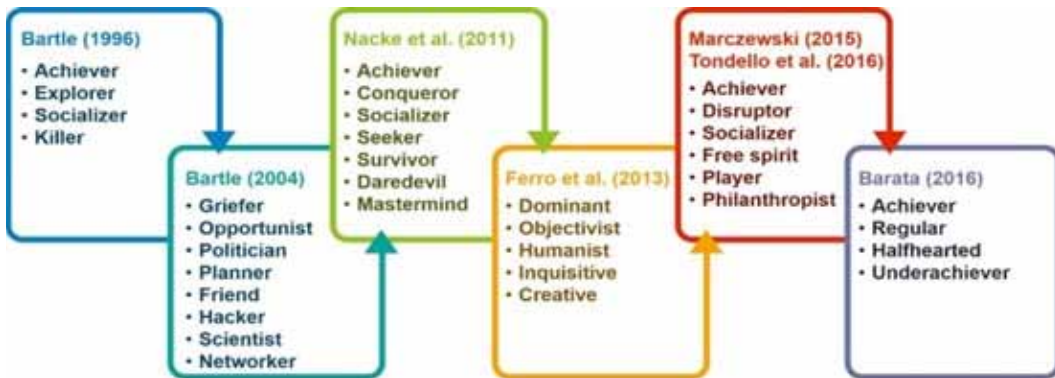 Bartle (1996)
• Achiever
• Explorer
• Socializer
• Killer
Bartle (2004)
• Griefer
• Opportunist
• Politician
• Planner
• Friend
• Hacker
• Scientist
• Networker
Nacke et al. (2011)
• Achiever
• Conqueror
• Socializer
• Seeker
• Survivor
• Daredevil
• Mastermind
Ferro et al. (2013)
• Dominant
• Objectivist
• Humanist
• Inquisitive
• Creative
Marczewski (2015)
Tondello et al. (2016)
• Achiever
• Disruptor
• Socializer
• Free spirit
• Player
• Philanthropist
Barata (2016)
• Achiever
• Regular
• Halfhearted
• Underachiever